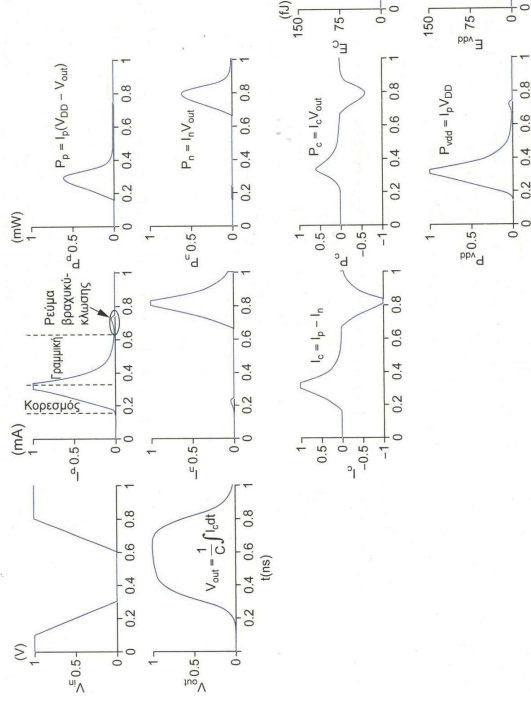 (V)
1
0.5
0
V_in
0 0.2 0.4 0.6 0.8 1
(mA)
1
0.5
0
I_p
0 0.2 0.4 0.6 0.8 1
Κορεσμός
Γραμμική
Ρεύμα
βραχυκύ-
κλωσης
(mW)
1
0.5
0
P_p
0 0.2 0.4 0.6 0.8 1
P_p = I_p(V_DD − V_out)
1
0.5
0
V_out
V_out = 1/C ∫ I_c dt
0 0.2 0.4 0.6 0.8 1
t(ns)
1
0.5
0
I_n
0 0.2 0.4 0.6 0.8 1
1
0.5
0
P_n
P_n = I_n V_out
0 0.2 0.4 0.6 0.8 1
1
0.5
0
−0.5
−1
I_c
I_c = I_p − I_n
0 0.2 0.4 0.6 0.8 1
1
0.5
0
−0.5
−1
P_c
P_c = I_c V_out
0 0.2 0.4 0.6 0.8 1
(fJ)
150
75
0
E_c
0
1
0.5
0
P_vdd
P_vdd = I_p VDD
0 0.2 0.4 0.6 0.8 1
150
75
0
E_vdd
0